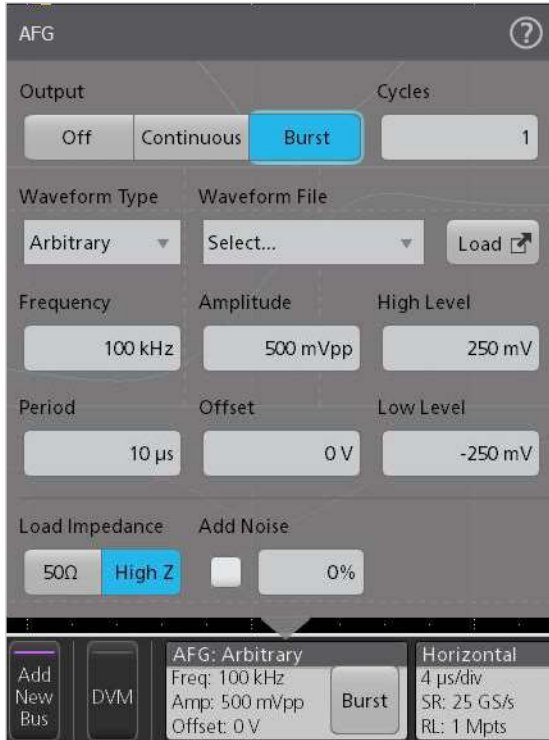 AFG ?
Output Cycles
Off Continuous Burst 1
Waveform Type Waveform File
Arbitrary Select... Load
Frequency Amplitude High Level
100 kHz 500 mVpp 250 mV
Period Offset Low Level
10 µs 0 V -250 mV
Load Impedance Add Noise
50Ω High Z 0%
Add
New
Bus
DVM
AFG: Arbitrary
Freq: 100 kHz
Amp: 500 mVpp
Offset: 0 V
Burst
Horizontal
4 µs/div
SR: 25 GS/s
RL: 1 Mpts